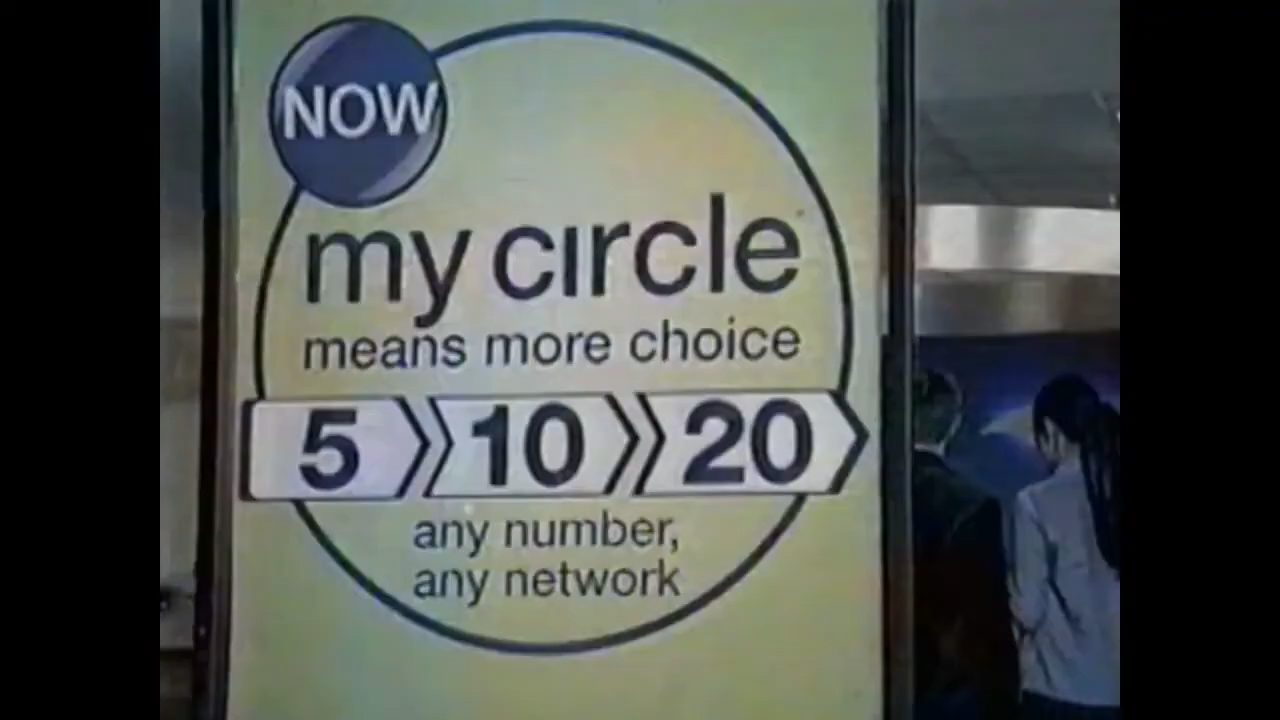 NOW
my circle
means more choice
5 10 20
any number,
any network